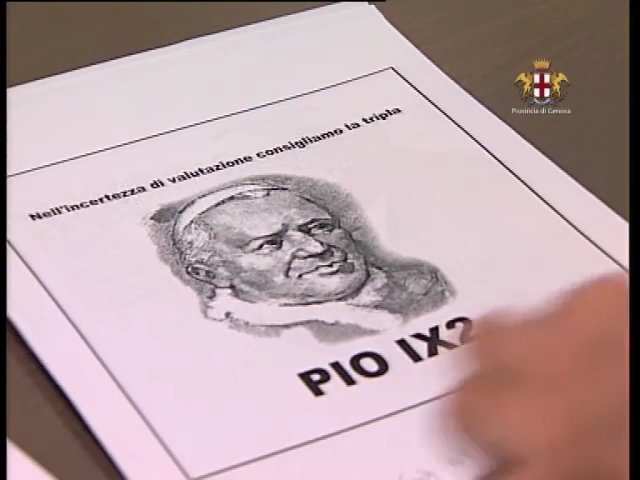 Provincia di Genova
Nell'incertezza di valutazione consigliamo la tripla
PIO IX2